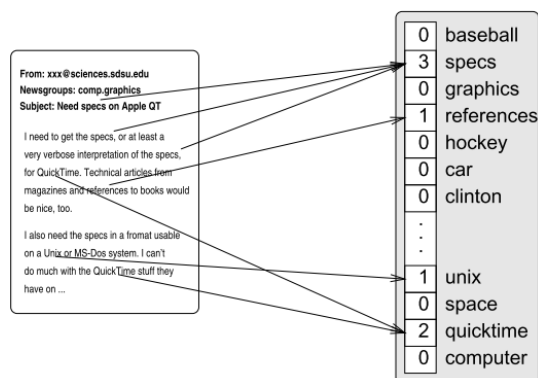 From: xxx@sciences.sdsu.edu
Newsgroups: comp.graphics
Subject: Need specs on Apple QT
I need to get the specs, or at least a
very verbose interpretation of the specs,
for QuickTime. Technical articles from
magazines and references to books would
be nice, too.
I also need the specs in a fromat usable
on a Unix or MS-Dos system. I can't
do much with the QuickTime stuff they
have on ...
0 baseball
3 specs
0 graphics
1 references
0 hockey
0 car
0 clinton
.
.
.
1 unix
0 space
2 quicktime
0 computer